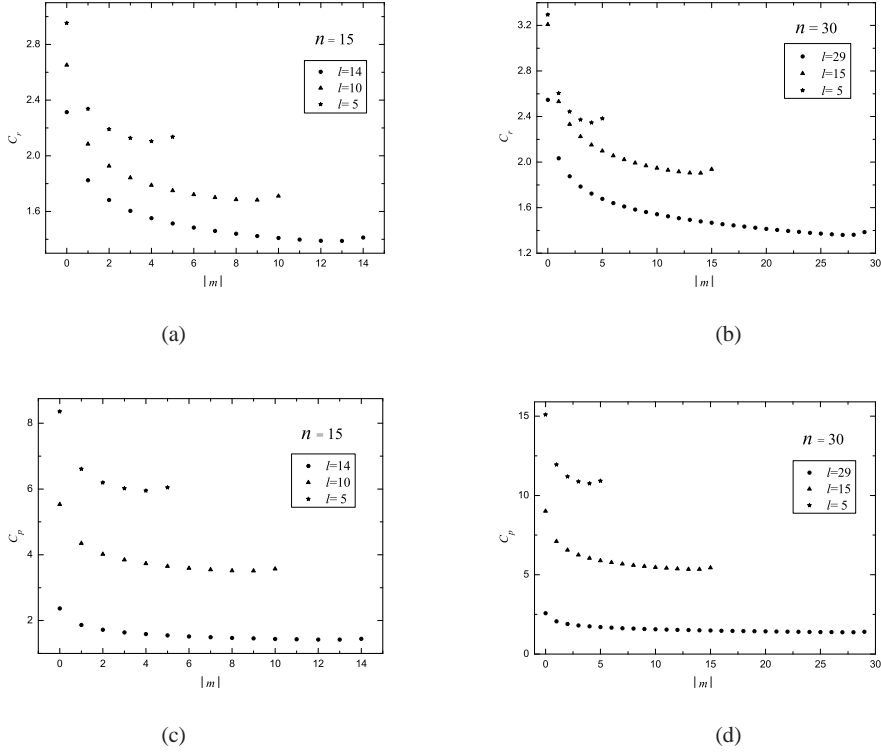 n = 15
l=14
l=10
l= 5
C_r
2.8
2.4
2.0
1.6
0 2 4 6 8 10 12 14
|m|
(a)
n = 30
l=29
l=15
l= 5
C_r
3.2
2.8
2.4
2.0
1.6
1.2
0 5 10 15 20 25 30
|m|
(b)
n = 15
l=14
l=10
l= 5
C_p
8
6
4
2
0 2 4 6 8 10 12 14
|m|
(c)
n = 30
l=29
l=15
l= 5
C_p
15
10
5
0
0 5 10 15 20 25 30
|m|
(d)